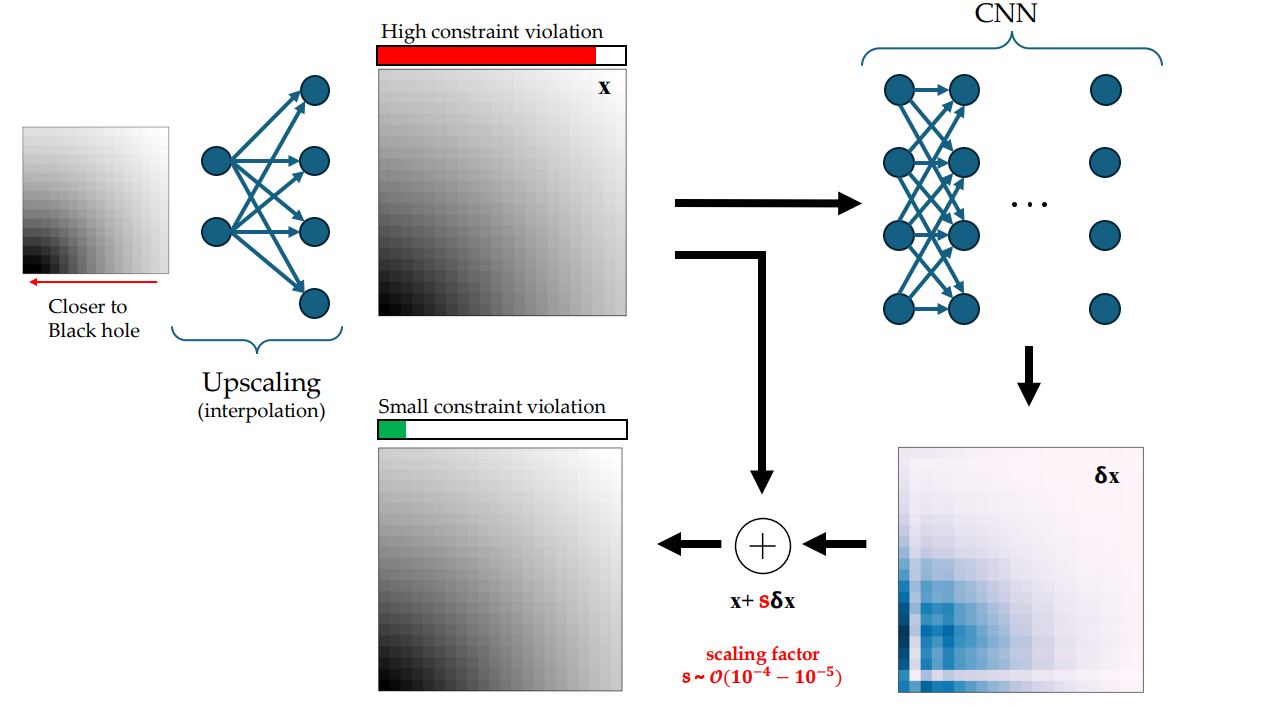 CNN
High constraint violation
x
. . .
Closer to
Black hole
Upscaling
(interpolation)
Small constraint violation
δx
x+ sδx
scaling factor
s ~ 𝒪(10⁻⁴ − 10⁻⁵)